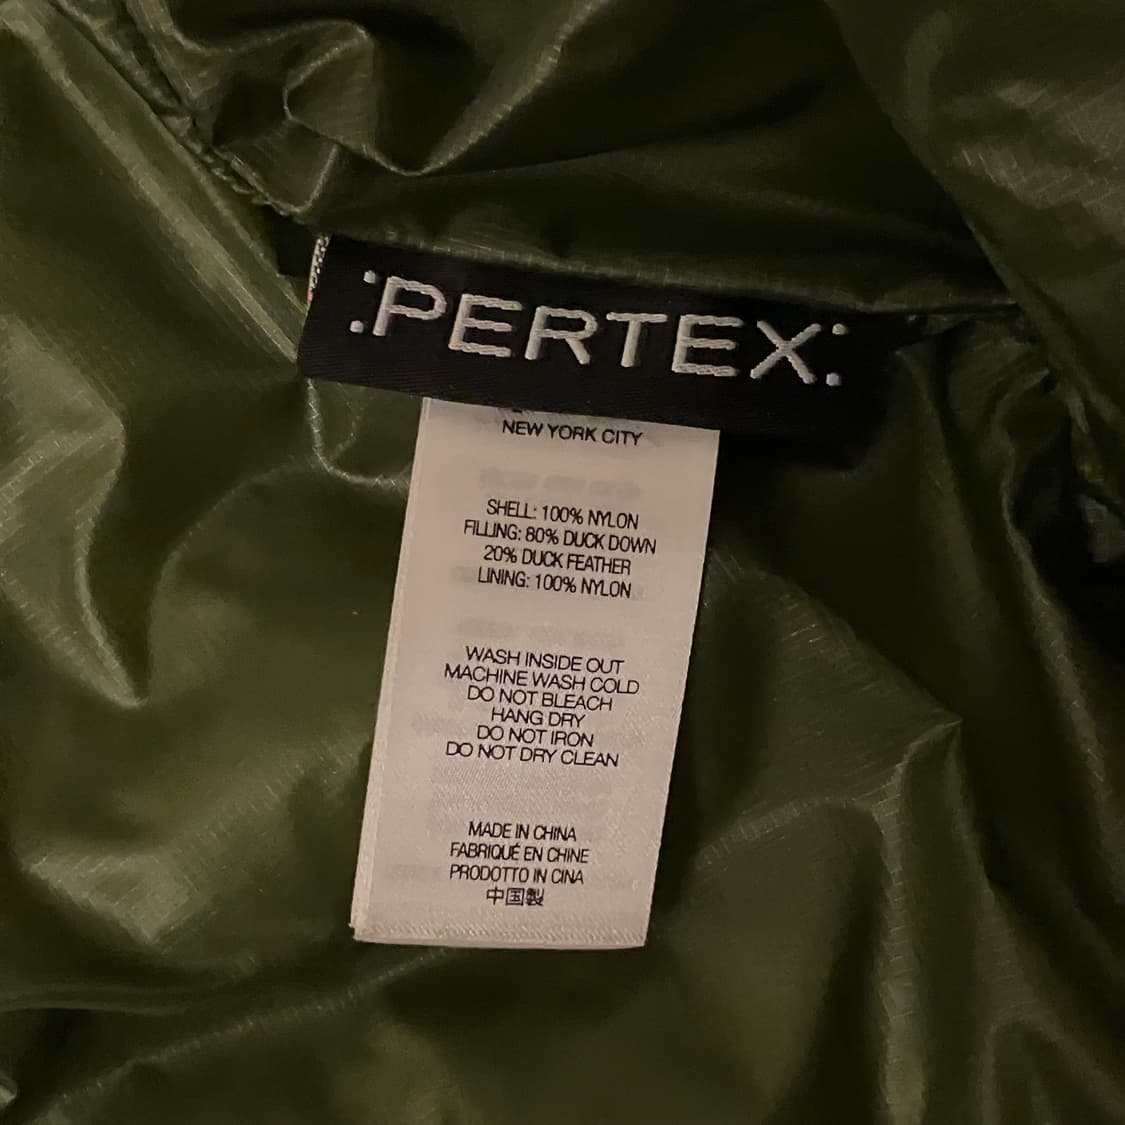 :PERTEX:
NEW YORK CITY
SHELL: 100% NYLON
FILLING: 80% DUCK DOWN
20% DUCK FEATHER
LINING: 100% NYLON
WASH INSIDE OUT
MACHINE WASH COLD
DO NOT BLEACH
HANG DRY
DO NOT IRON
DO NOT DRY CLEAN
MADE IN CHINA
FABRIQUÉ EN CHINE
PRODOTTO IN CINA
中国製